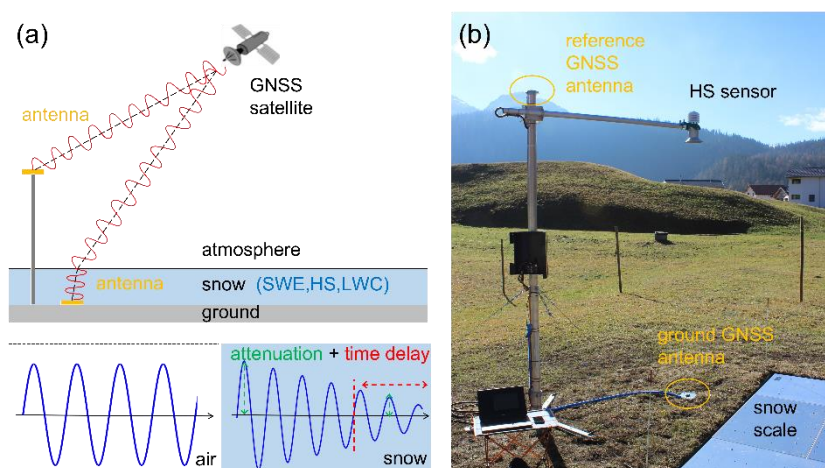 (a)
GNSS
satellite
antenna
atmosphere
antenna
snow (SWE,HS,LWC)
ground
air
attenuation + time delay
snow
(b)
reference
GNSS
antenna
HS sensor
ground GNSS
antenna
snow
scale